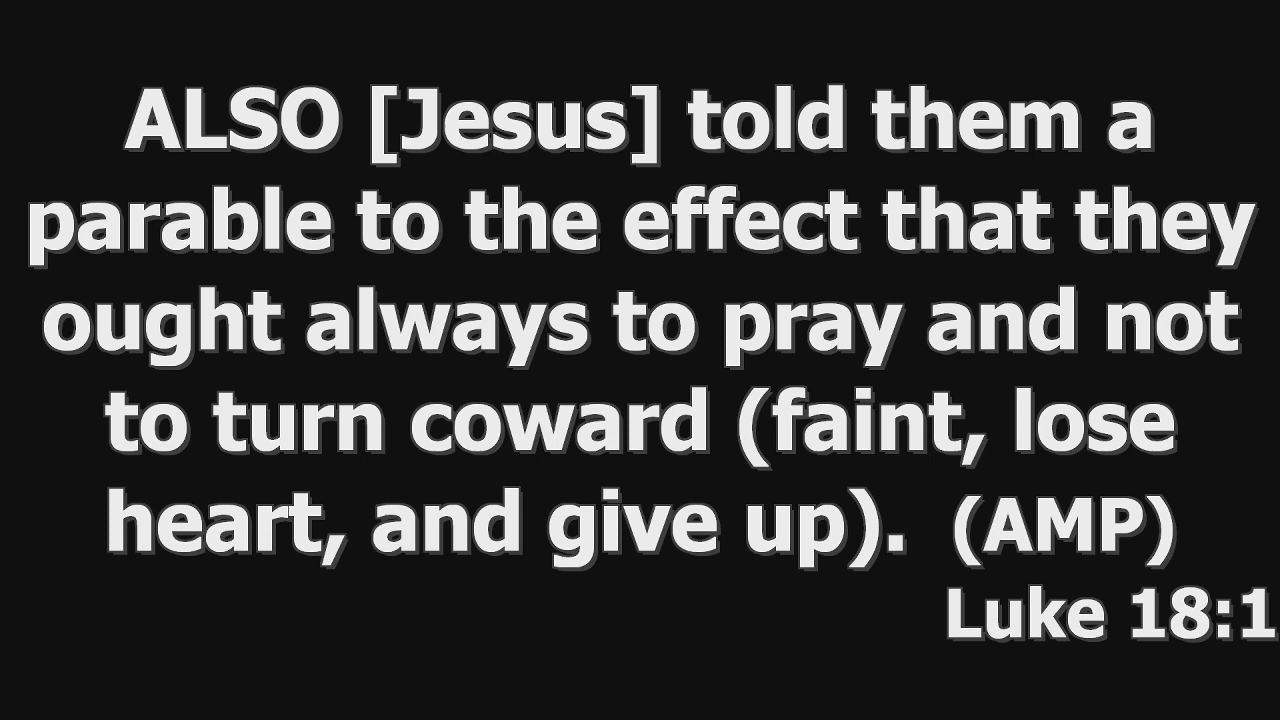 ALSO [Jesus] told them a
parable to the effect that they
ought always to pray and not
to turn coward (faint, lose
heart, and give up). (AMP)
Luke 18:1